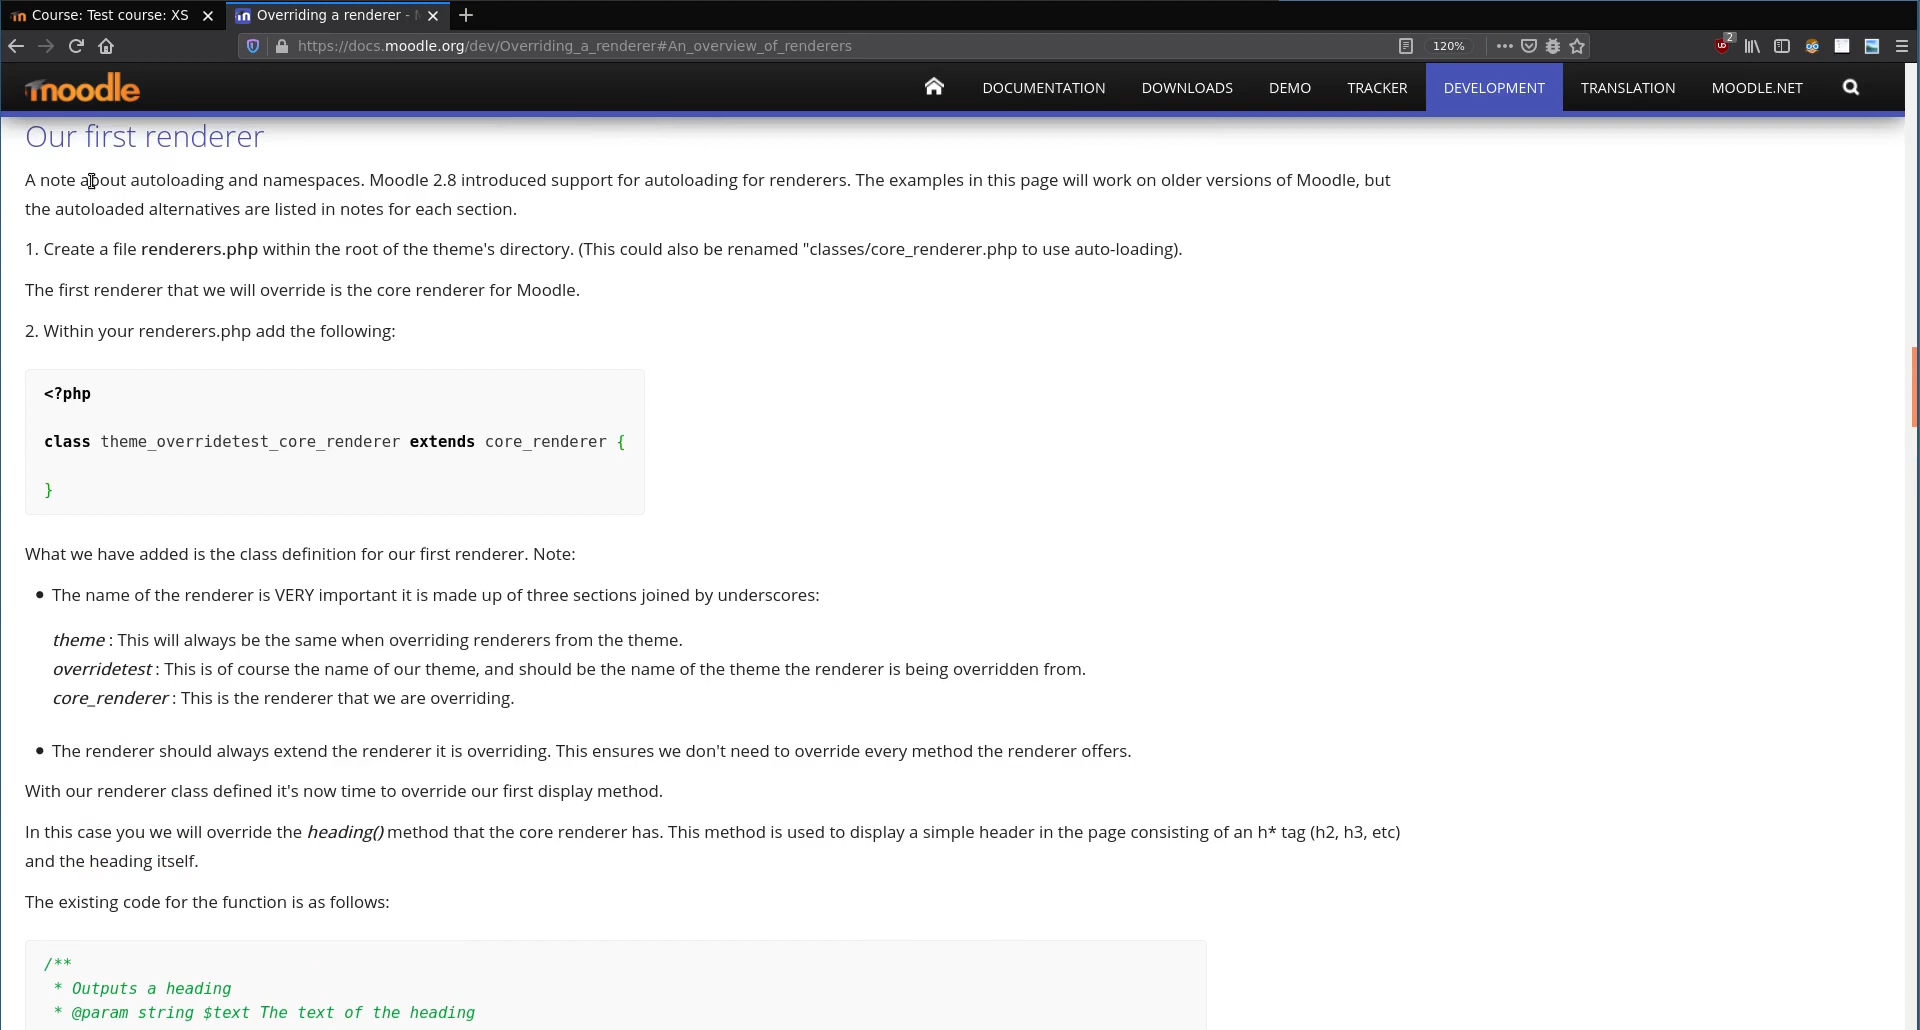 Course: Test course: XS
Overriding a renderer -
https://docs.moodle.org/dev/Overriding_a_renderer#An_overview_of_renderers
120%
2
moodle
DOCUMENTATION
DOWNLOADS
DEMO
TRACKER
DEVELOPMENT
TRANSLATION
MOODLE.NET
Our first renderer
A note about autoloading and namespaces. Moodle 2.8 introduced support for autoloading for renderers. The examples in this page will work on older versions of Moodle, but
the autoloaded alternatives are listed in notes for each section.
1. Create a file renderers.php within the root of the theme's directory. (This could also be renamed "classes/core_renderer.php to use auto-loading).
The first renderer that we will override is the core renderer for Moodle.
2. Within your renderers.php add the following:
<?php
class theme_overridetest_core_renderer extends core_renderer {
}
What we have added is the class definition for our first renderer. Note:
• The name of the renderer is VERY important it is made up of three sections joined by underscores:
theme : This will always be the same when overriding renderers from the theme.
overridetest : This is of course the name of our theme, and should be the name of the theme the renderer is being overridden from.
core_renderer : This is the renderer that we are overriding.
• The renderer should always extend the renderer it is overriding. This ensures we don't need to override every method the renderer offers.
With our renderer class defined it's now time to override our first display method.
In this case you we will override the heading() method that the core renderer has. This method is used to display a simple header in the page consisting of an h* tag (h2, h3, etc)
and the heading itself.
The existing code for the function is as follows:
/**
* Outputs a heading
* @param string $text The text of the heading